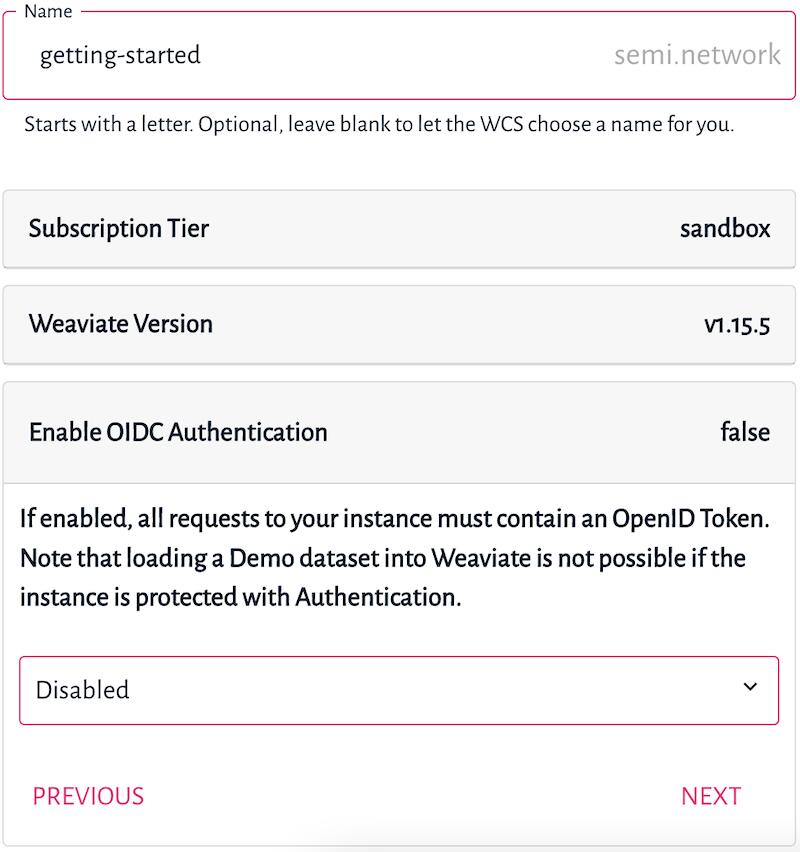 Name
getting-started semi.network
Starts with a letter. Optional, leave blank to let the WCS choose a name for you.
Subscription Tier sandbox
Weaviate Version v1.15.5
Enable OIDC Authentication false
If enabled, all requests to your instance must contain an OpenID Token.
Note that loading a Demo dataset into Weaviate is not possible if the
instance is protected with Authentication.
Disabled
PREVIOUS NEXT